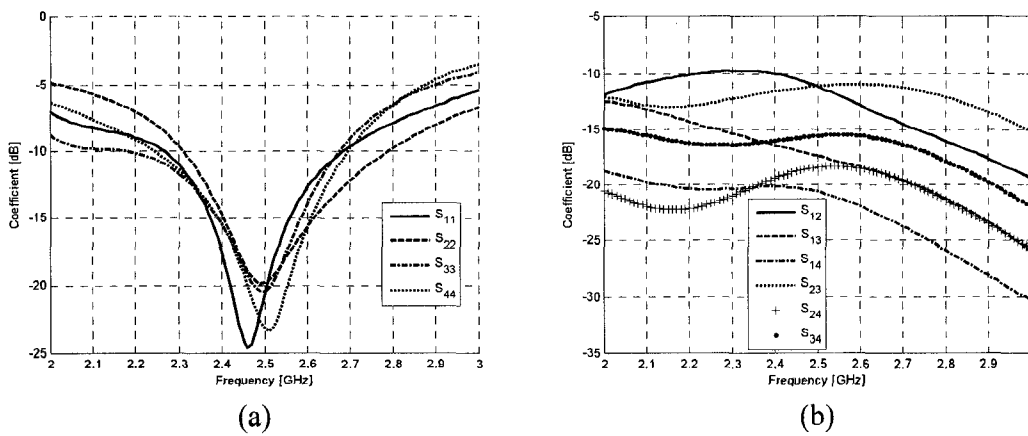 0
-5
-10
-15
-20
-25
Coefficient [dB]
2
2.1
2.2
2.3
2.4
2.5
2.6
2.7
2.8
2.9
3
Frequency [GHz]
S11
S22
S33
S44
(a)
-5
-10
-15
-20
-25
-30
-35
Coefficient [dB]
2
2.1
2.2
2.3
2.4
2.5
2.6
2.7
2.8
2.9
Frequency [GHz]
S12
S13
S14
S23
S24
S34
(b)